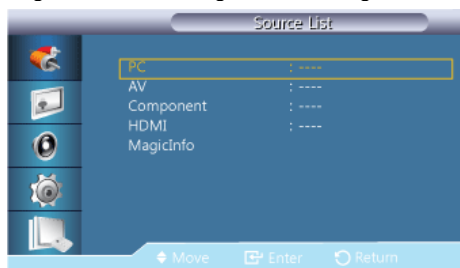 Source List
PC : ----
AV : ----
Component : ----
HDMI : ----
MagicInfo
Move Enter Return